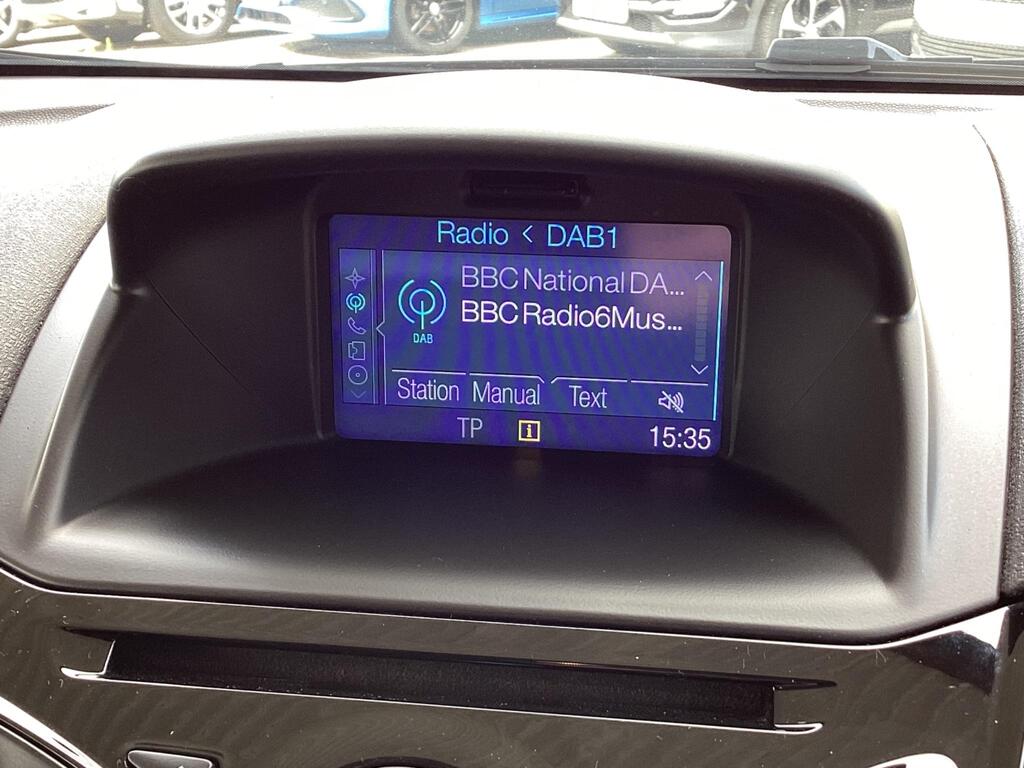 Radio < DAB1
BBC National DA...
BBC Radio6Mus...
DAB
Station Manual Text
TP i 15:35